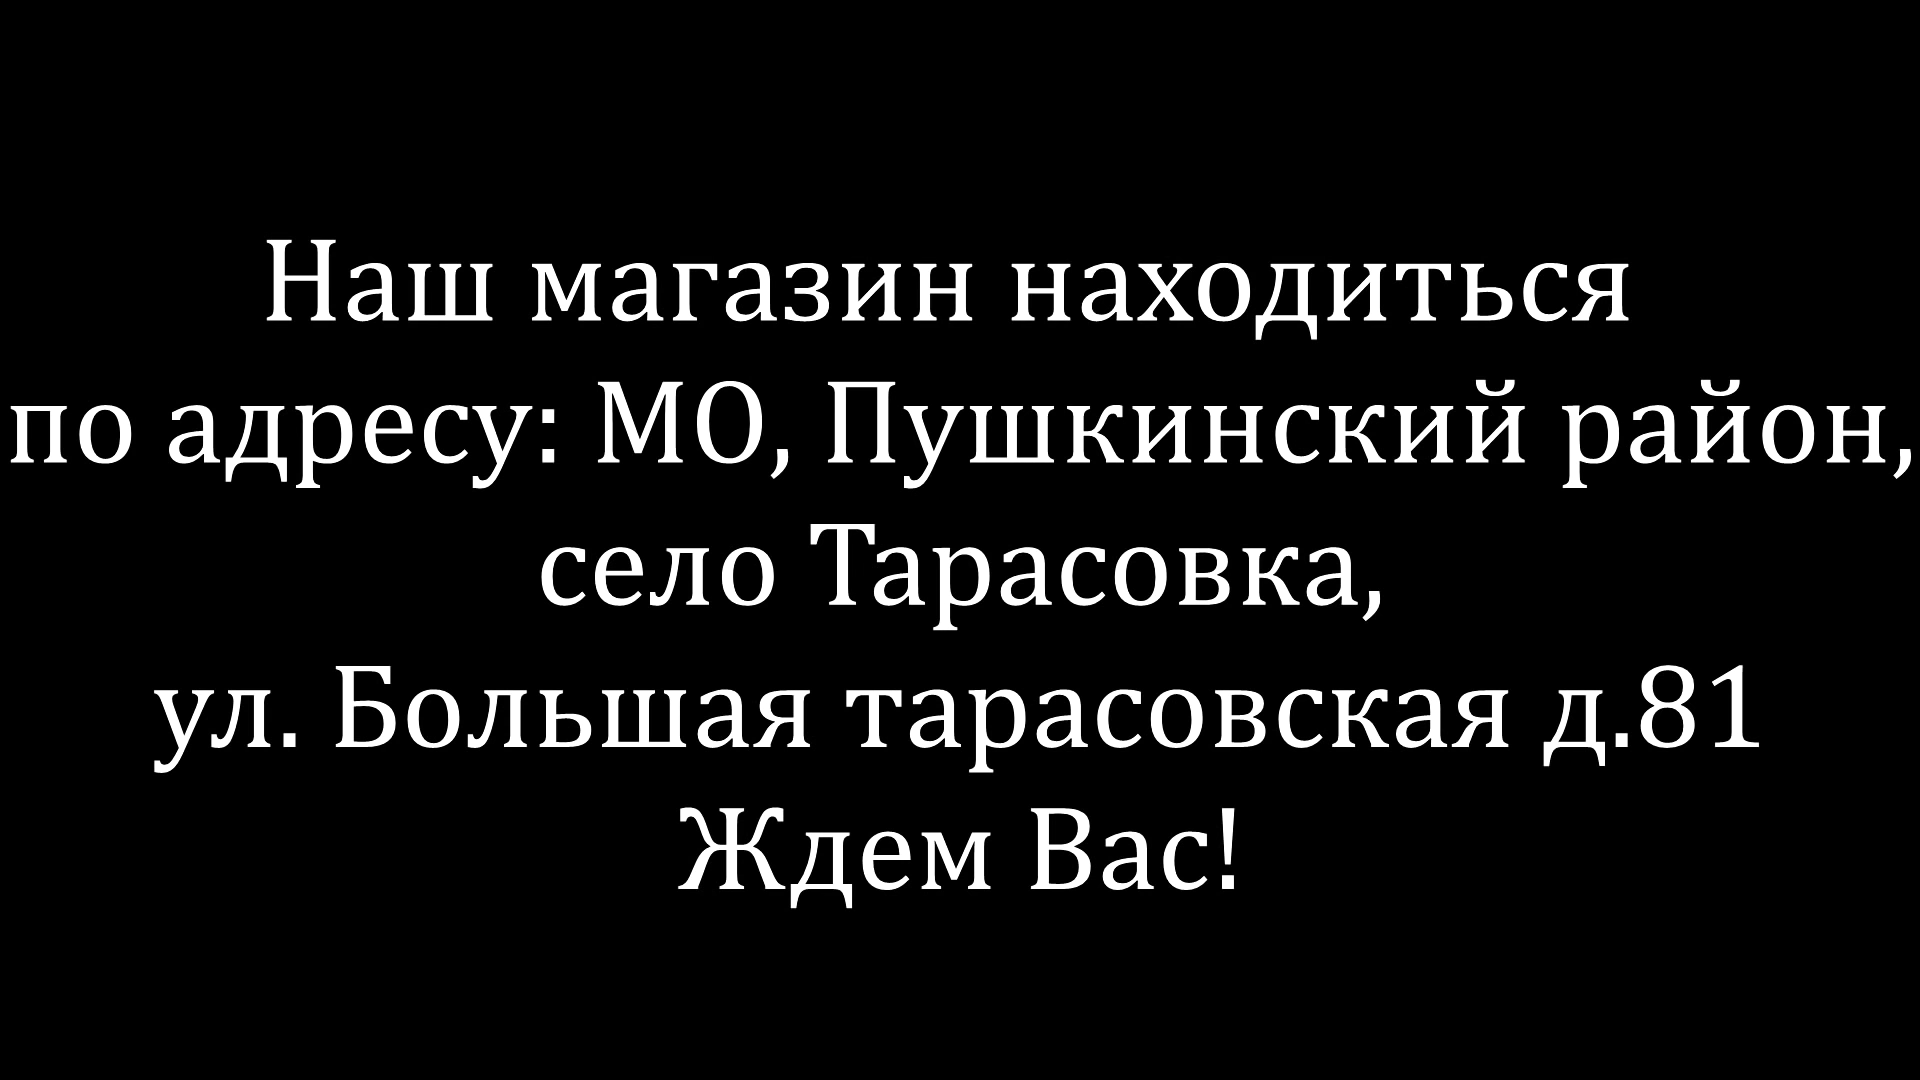 Наш магазин находиться
по адресу: МО, Пушкинский район,
село Тарасовка,
ул. Большая тарасовская д.81
Ждем Вас!